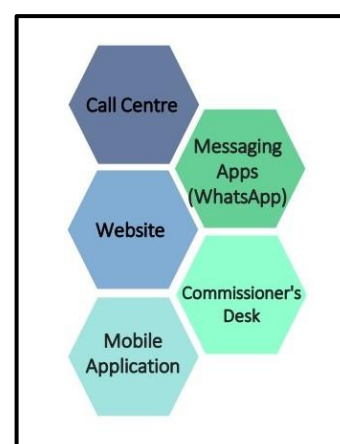 Call Centre
Messaging
Apps
(WhatsApp)
Website
Commissioner's
Desk
Mobile
Application